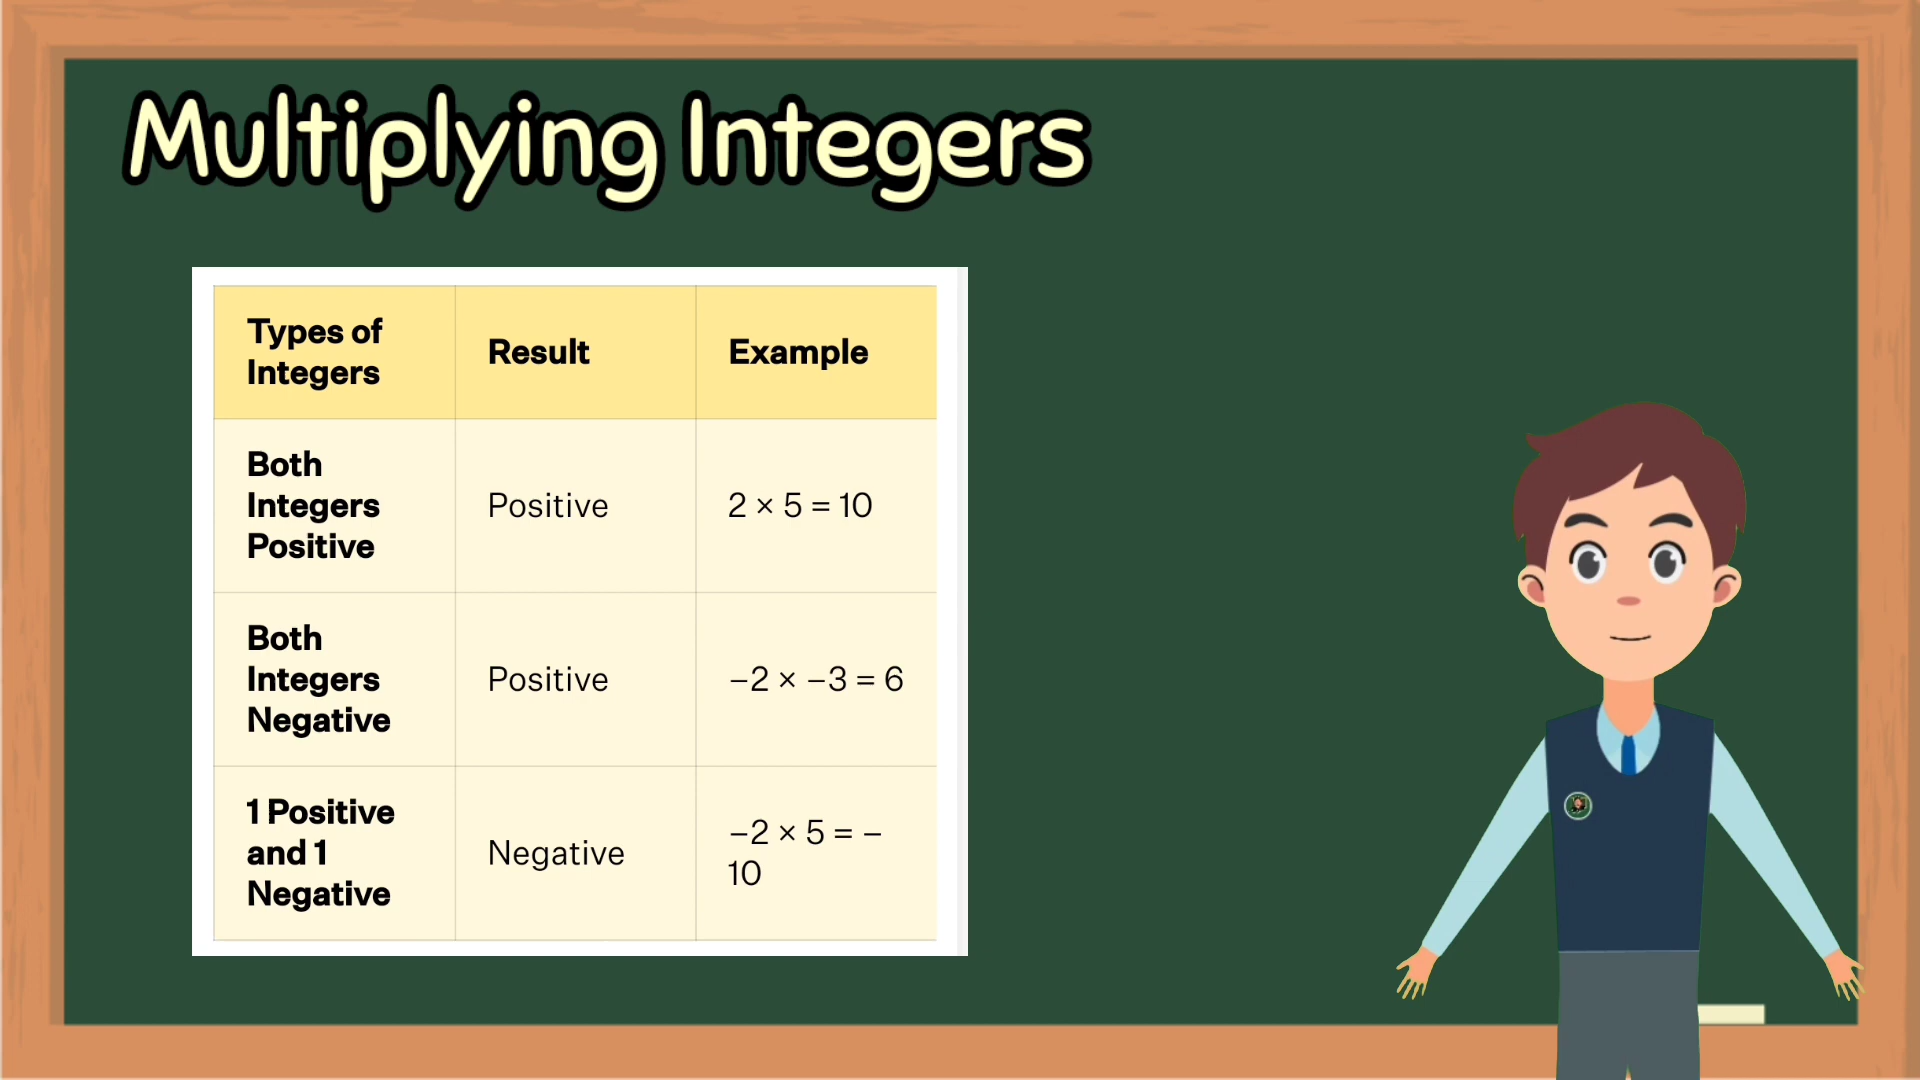 Multiplying Integers
Types of
Integers
Result
Example
Both
Integers
Positive
Positive
2 × 5 = 10
Both
Integers
Negative
Positive
−2 × −3 = 6
1 Positive
and 1
Negative
Negative
−2 × 5 = −
10